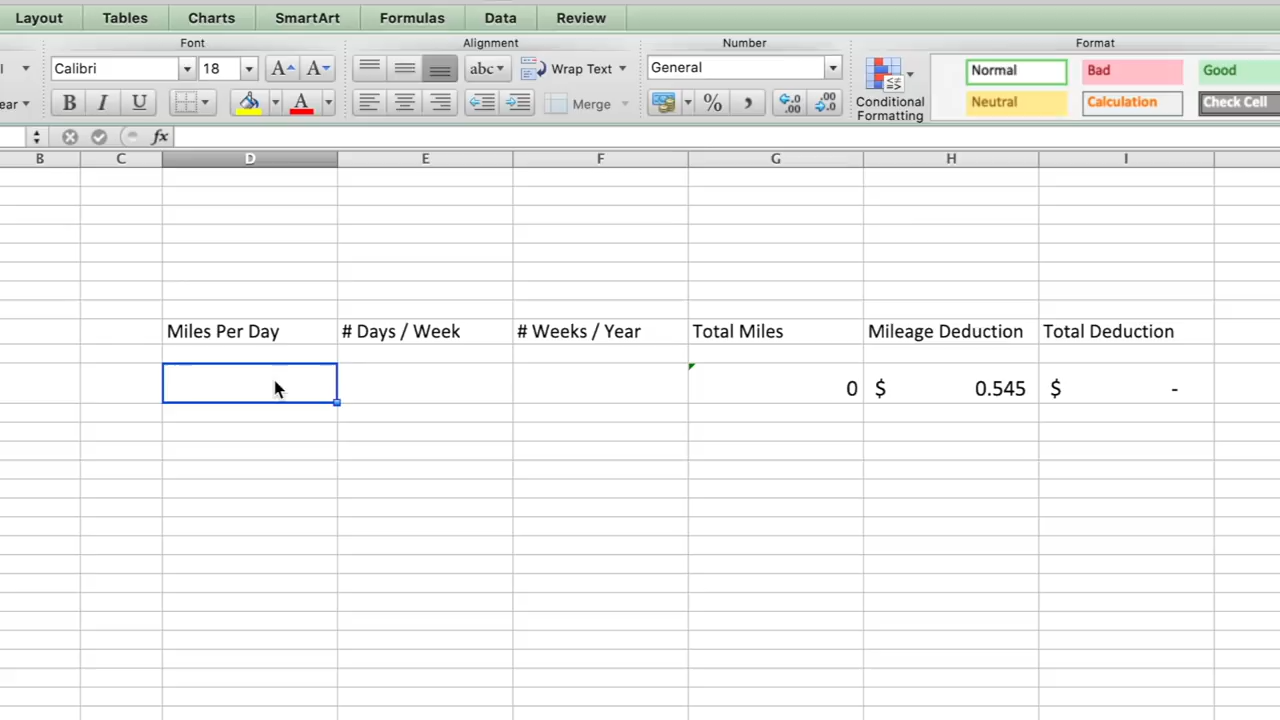 Layout Tables Charts SmartArt Formulas Data Review
Font Alignment Number Format
Calibri 18 A A abc Wrap Text General Normal Bad Good
B I U A Merge % Conditional Formatting Neutral Calculation Check Cell
fx
B C D E F G H I
Miles Per Day # Days / Week # Weeks / Year Total Miles Mileage Deduction Total Deduction
0 $ 0.545 $ -